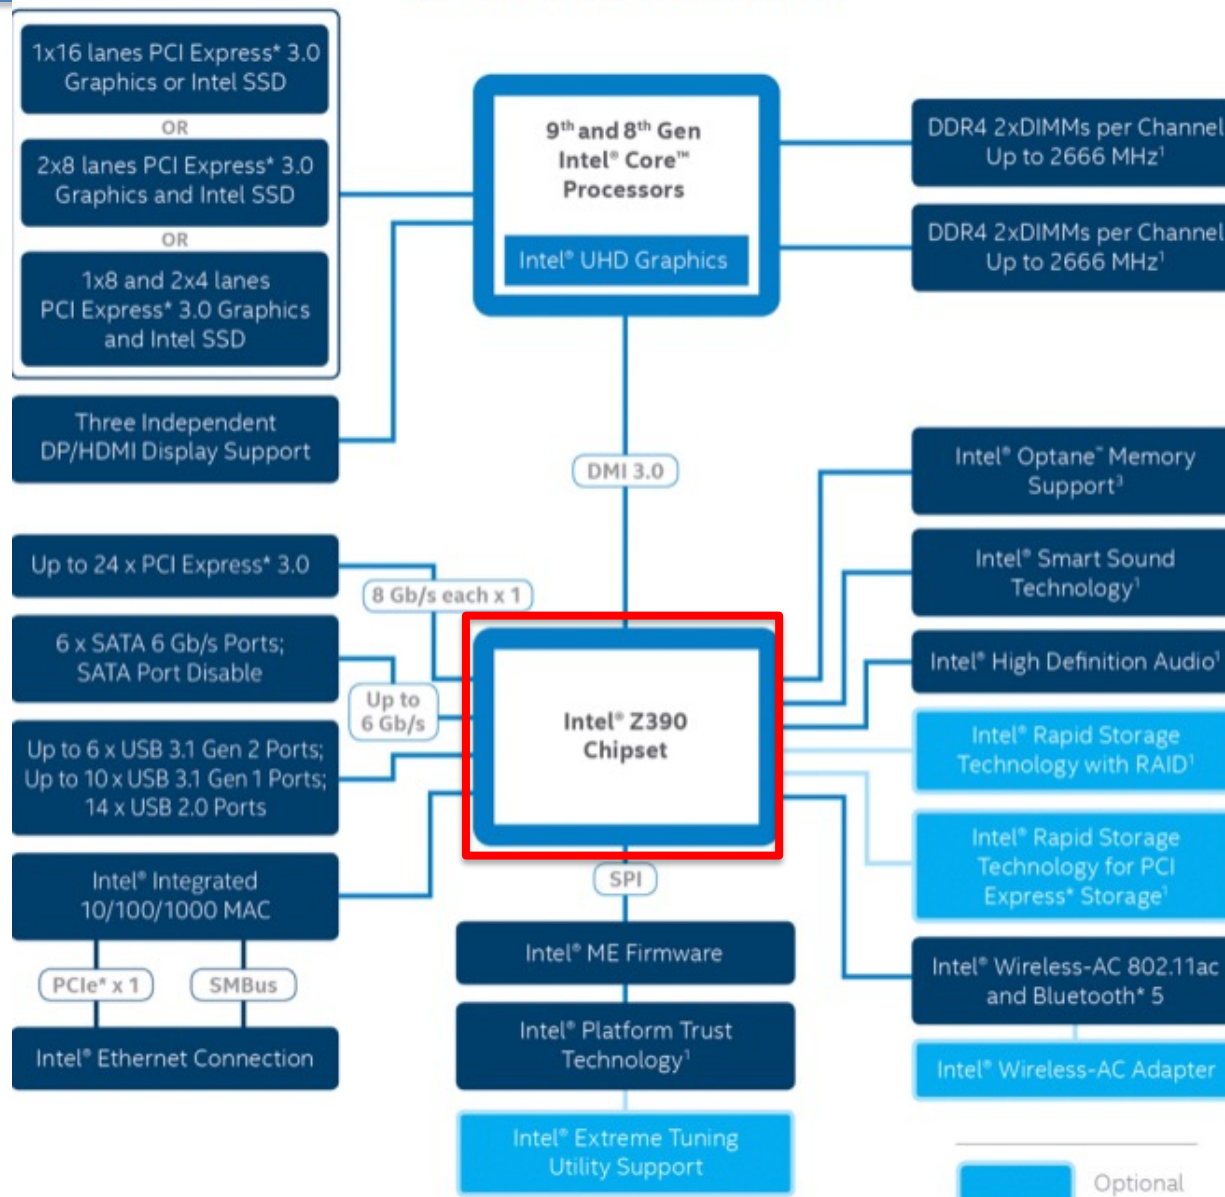 1x16 lanes PCI Express* 3.0
Graphics or Intel SSD
OR
2x8 lanes PCI Express* 3.0
Graphics and Intel SSD
OR
1x8 and 2x4 lanes
PCI Express* 3.0 Graphics
and Intel SSD
Three Independent
DP/HDMI Display Support
9th and 8th Gen
Intel® Core™
Processors
Intel® UHD Graphics
DDR4 2xDIMMs per Channel
Up to 2666 MHz¹
DDR4 2xDIMMs per Channel
Up to 2666 MHz¹
DMI 3.0
Up to 24 x PCI Express* 3.0
8 Gb/s each x 1
6 x SATA 6 Gb/s Ports;
SATA Port Disable
Up to
6 Gb/s
Up to 6 x USB 3.1 Gen 2 Ports;
Up to 10 x USB 3.1 Gen 1 Ports;
14 x USB 2.0 Ports
Intel® Integrated
10/100/1000 MAC
PCIe* x 1
SMBus
Intel® Ethernet Connection
Intel® Z390
Chipset
SPI
Intel® ME Firmware
Intel® Platform Trust
Technology¹
Intel® Extreme Tuning
Utility Support
Intel® Optane™ Memory
Support³
Intel® Smart Sound
Technology¹
Intel® High Definition Audio¹
Intel® Rapid Storage
Technology with RAID¹
Intel® Rapid Storage
Technology for PCI
Express* Storage¹
Intel® Wireless-AC 802.11ac
and Bluetooth* 5
Intel® Wireless-AC Adapter
Optional